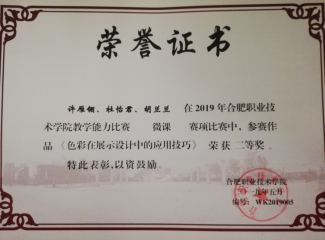 荣誉证书
许雁翎、杜怡君、胡兰兰 在2019年合肥职业技
术学院教学能力比赛 微课 赛项比赛中，参赛作
品《色彩在展示设计中的应用技巧》荣获二等奖。
特此表彰，以资鼓励。
合肥职业技术学院
一九年五月
编号：WK2019005